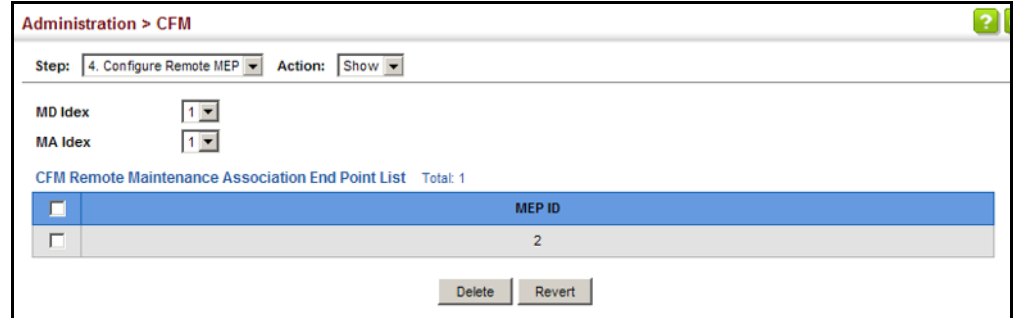 Administration > CFM ?
Step: 4. Configure Remote MEP Action: Show
MD Idex 1
MA Idex 1
CFM Remote Maintenance Association End Point List Total: 1
MEP ID
2
Delete Revert